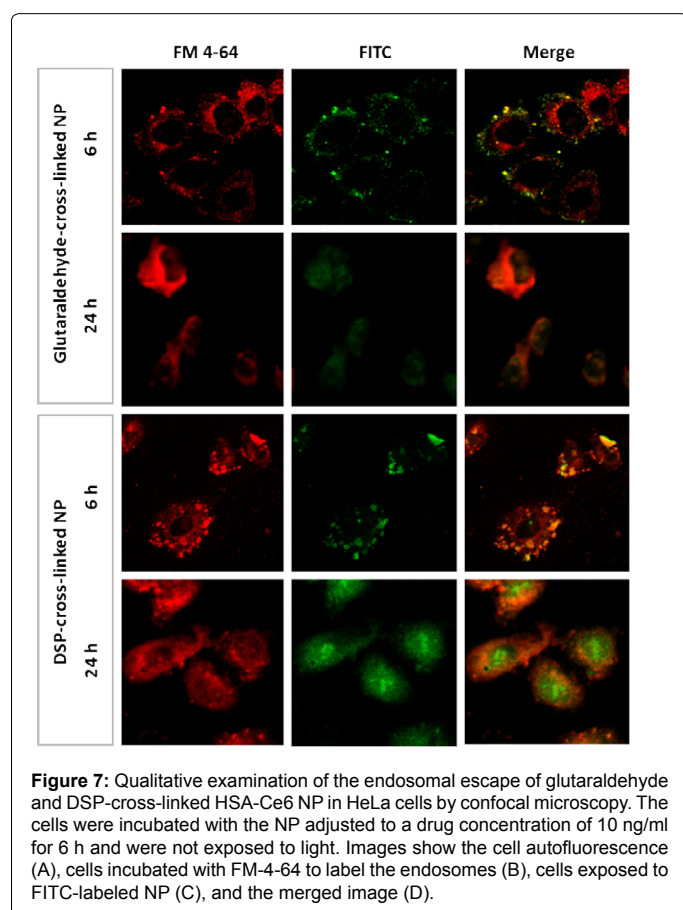 FM 4-64 FITC Merge
Glutaraldehyde-cross-linked NP
6 h
24 h
DSP-cross-linked NP
6 h
24 h
Figure 7: Qualitative examination of the endosomal escape of glutaraldehyde
and DSP-cross-linked HSA-Ce6 NP in HeLa cells by confocal microscopy. The
cells were incubated with the NP adjusted to a drug concentration of 10 ng/ml
for 6 h and were not exposed to light. Images show the cell autofluorescence
(A), cells incubated with FM-4-64 to label the endosomes (B), cells exposed to
FITC-labeled NP (C), and the merged image (D).